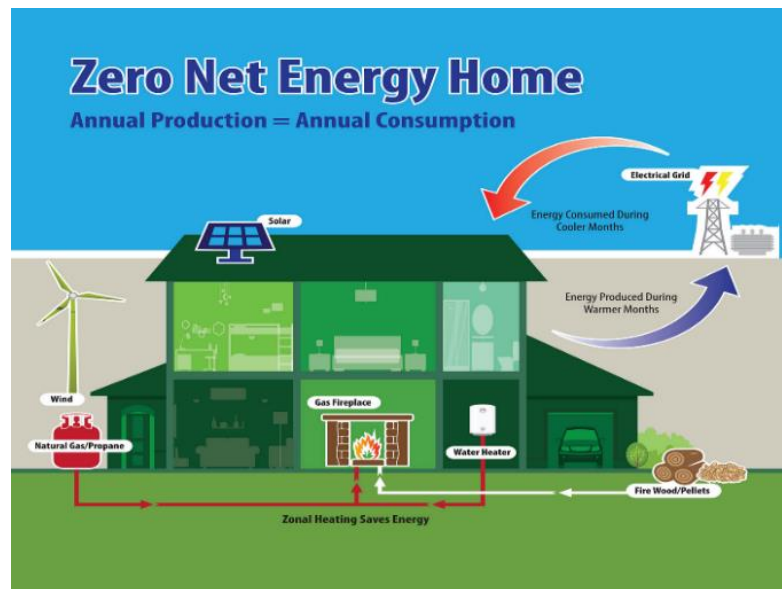 Zero Net Energy Home
Annual Production = Annual Consumption
Electrical Grid
Solar
Energy Consumed During
Cooler Months
Energy Produced During
Warmer Months
Wind
Gas Fireplace
Natural Gas/Propane
Water Heater
Fire Wood/Pellets
Zonal Heating Saves Energy